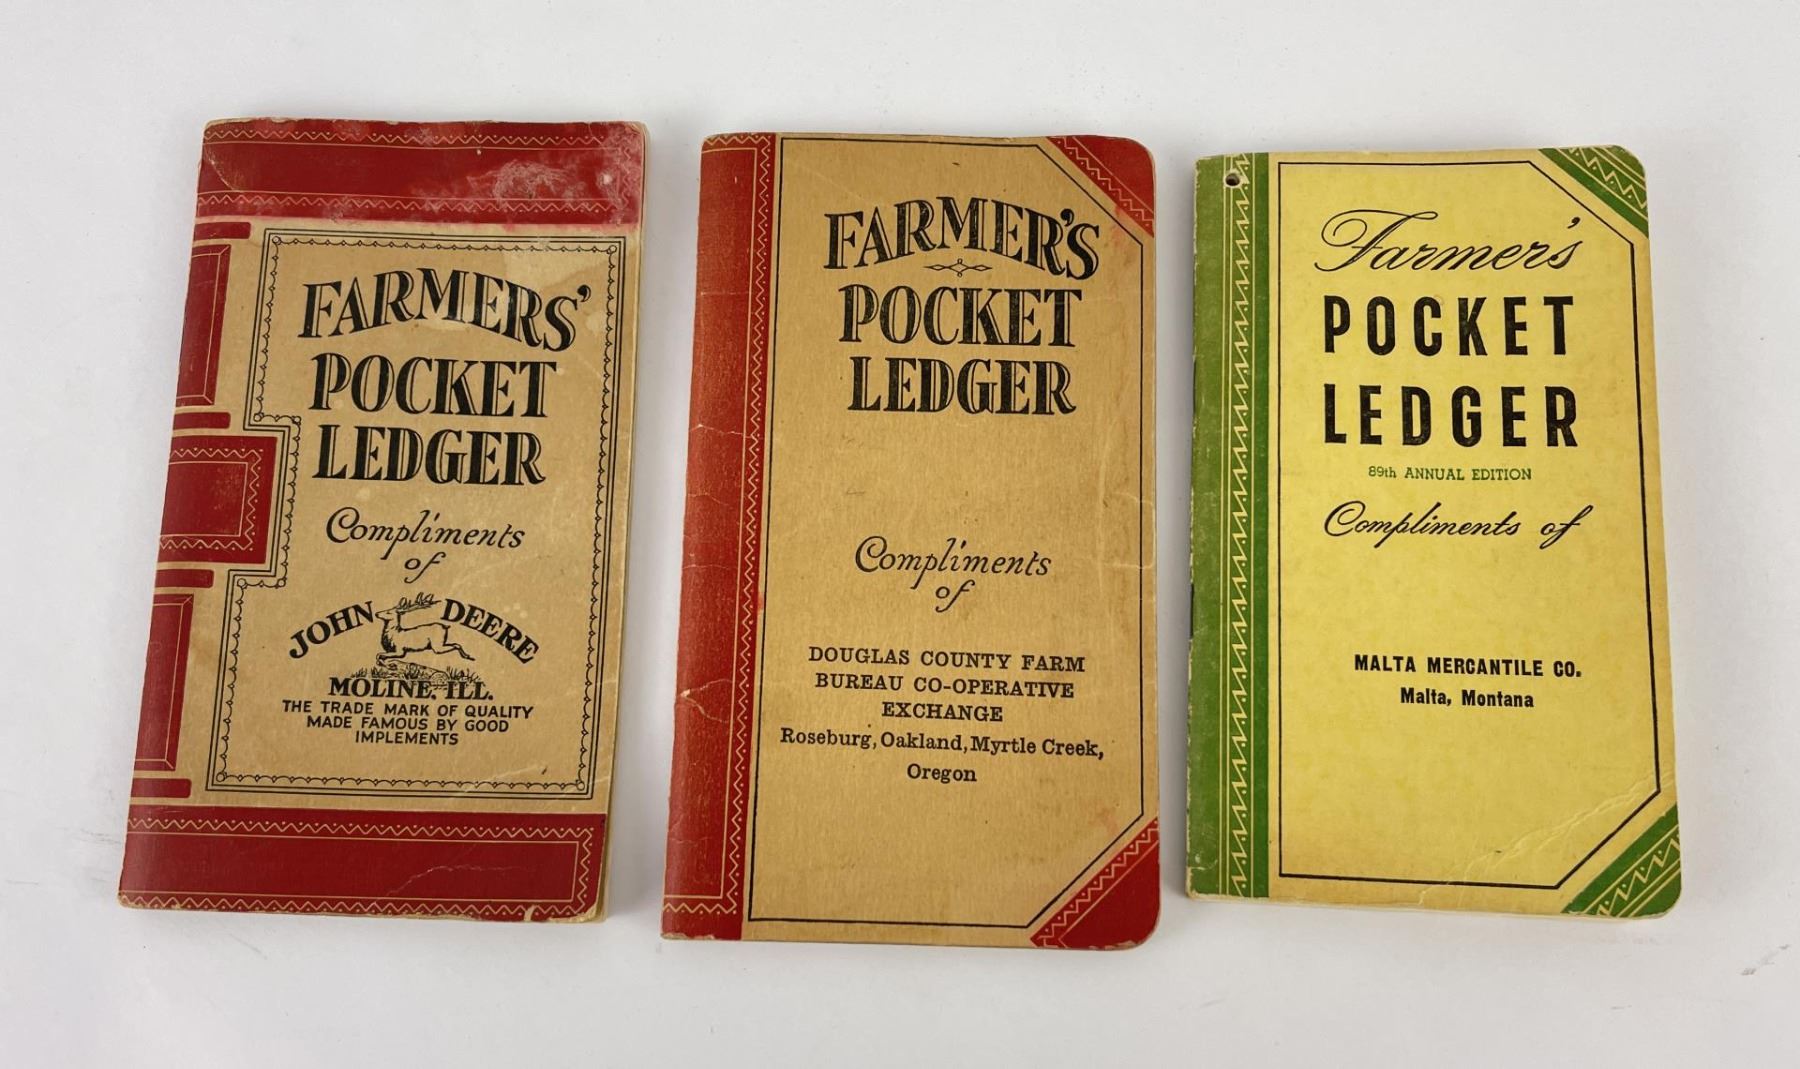 FARMERS'
POCKET
LEDGER
Compliments
of
JOHN DEERE
MOLINE, ILL.
THE TRADE MARK OF QUALITY
MADE FAMOUS BY GOOD
IMPLEMENTS
FARMER'S
POCKET
LEDGER
Compliments
of
DOUGLAS COUNTY FARM
BUREAU CO-OPERATIVE
EXCHANGE
Roseburg, Oakland, Myrtle Creek,
Oregon
Farmer's
POCKET
LEDGER
89th ANNUAL EDITION
Compliments of
MALTA MERCANTILE CO.
Malta, Montana